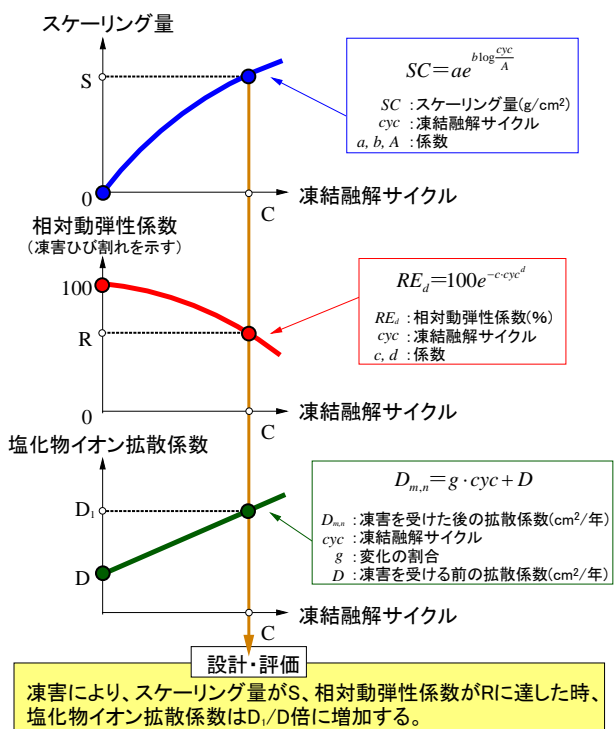 スケーリング量
S
0
C
凍結融解サイクル
SC=ae^{b log cyc/A}
SC：スケーリング量(g/cm²)
cyc：凍結融解サイクル
a, b, A：係数
相対動弾性係数
(凍害ひび割れを示す)
100
R
0
C
凍結融解サイクル
RE_d=100e^{-c·cyc^d}
RE_d：相対動弾性係数(%)
cyc：凍結融解サイクル
c, d：係数
塩化物イオン拡散係数
D₁
D
C
凍結融解サイクル
D_{m,n}=g·cyc+D
D_{m,n}：凍害を受けた後の拡散係数(cm²/年)
cyc：凍結融解サイクル
g：変化の割合
D：凍害を受ける前の拡散係数(cm²/年)
設計・評価
凍害により、スケーリング量がS、相対動弾性係数がRに達した時、
塩化物イオン拡散係数はD₁/D倍に増加する。